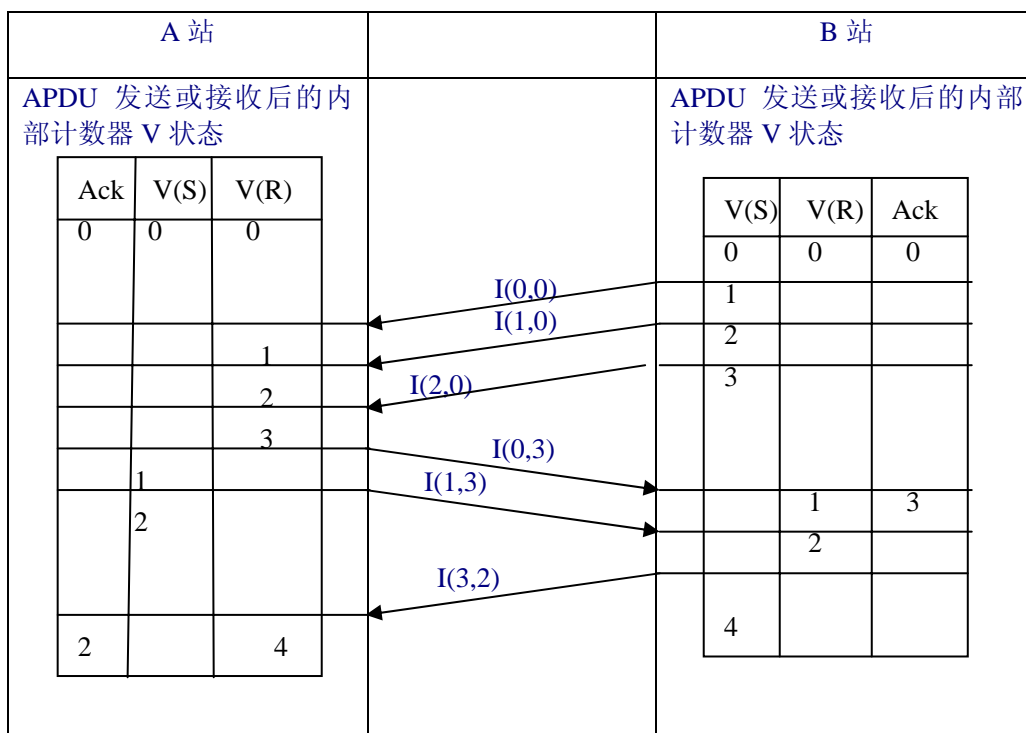 A 站 B 站
APDU 发送或接收后的内
部计数器 V 状态
APDU 发送或接收后的内部
计数器 V 状态
Ack V(S) V(R)
V(S) V(R) Ack
0 0 0
0 0 0
I(0,0)
1
I(1,0)
2
1
3
I(2,0)
2
3
I(0,3)
1
I(1,3)
1 3
2
2
I(3,2)
4
2 4